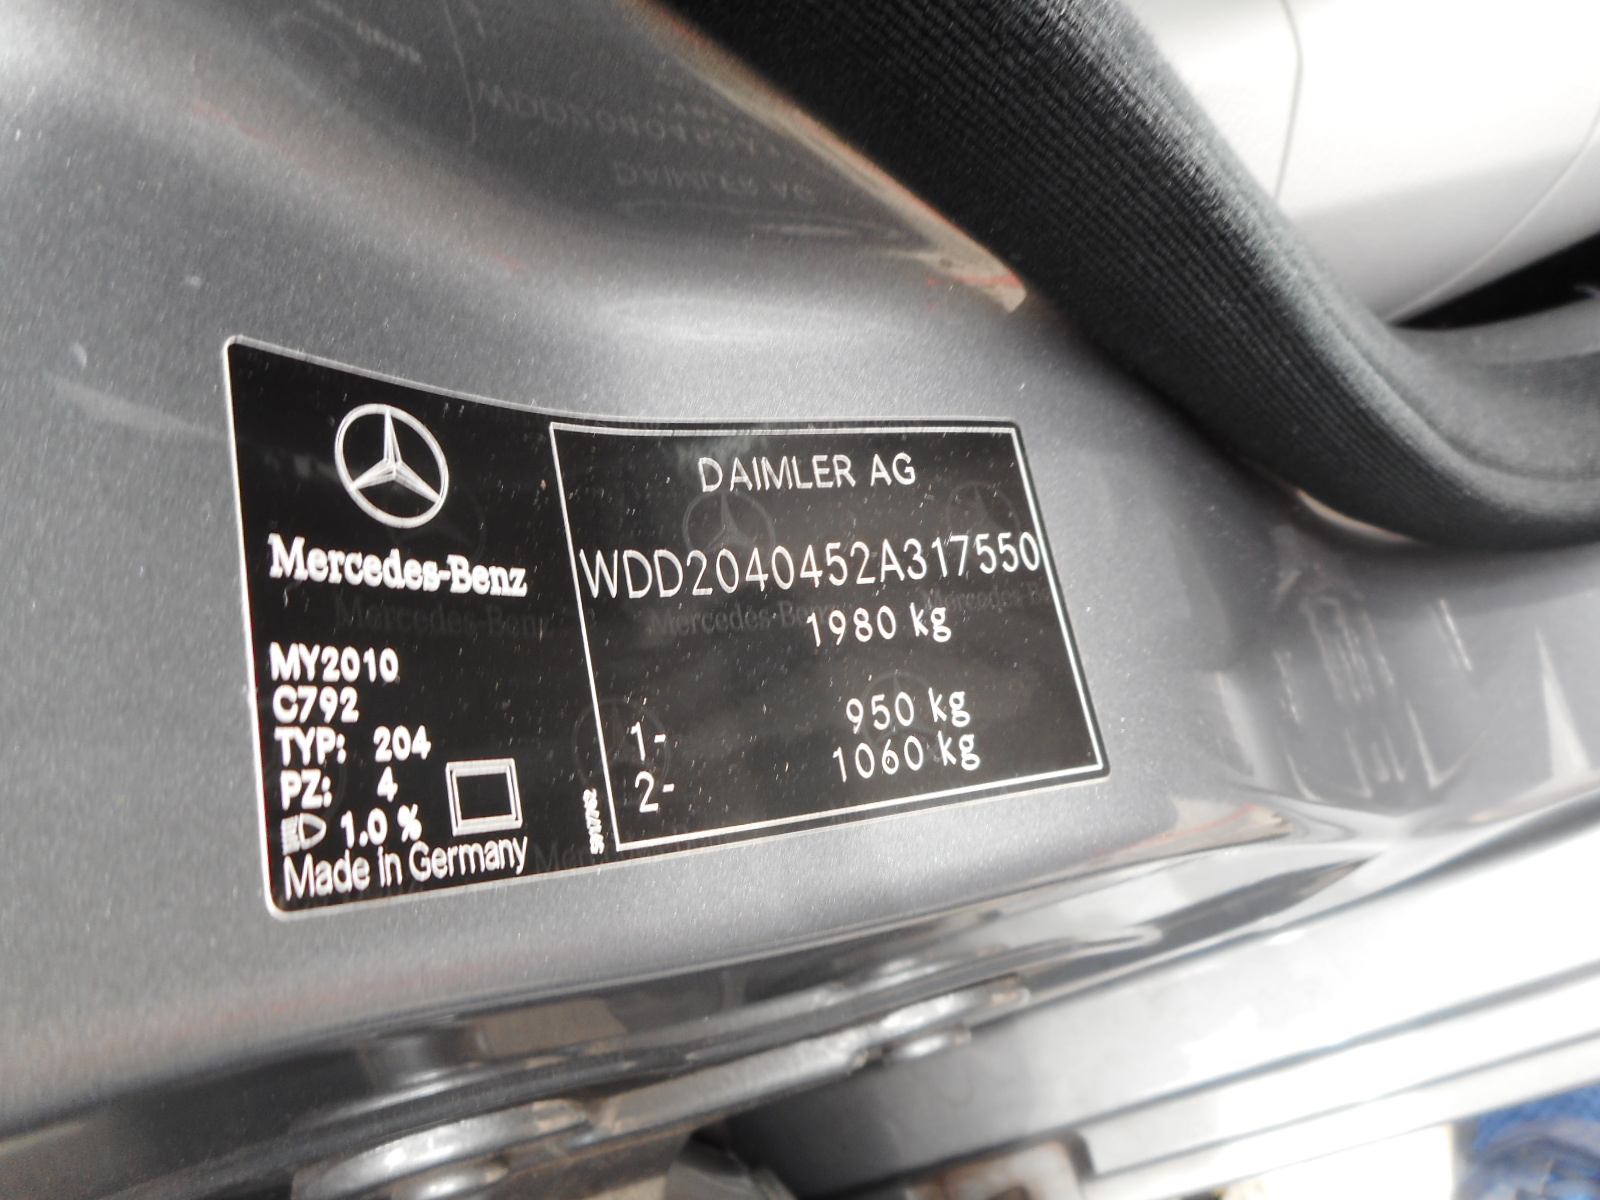 Mercedes-Benz
MY2010
C792
TYP: 204
PZ: 4
1.0 %
Made in Germany
DAIMLER AG
WDD2040452A317550
1980 kg
1- 950 kg
2- 1060 kg